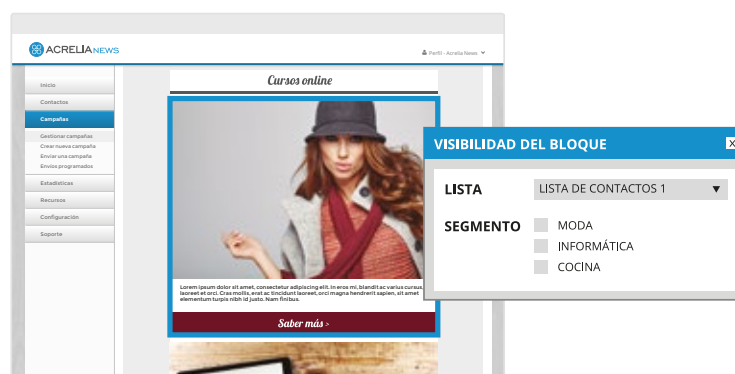 ACRELIA NEWS
Perfil - Acrelia News
Inicio
Contactos
Campañas
Gestionar campañas
Crear nueva campaña
Enviar una campaña
Envíos programados
Estadísticas
Recursos
Configuración
Soporte
Cursos online
Lorem ipsum dolor sit amet, consectetur adipiscing elit. In eros mi, blandit ac varius cursus,
laoreet et orci. Cras mollis, erat ac tincidunt laoreet, orci magna hendrerit sapien, sit amet
elementum turpis nibh id justo. Nam finibus.
Saber más >
VISIBILIDAD DEL BLOQUE
X
LISTA
LISTA DE CONTACTOS 1
SEGMENTO
MODA
INFORMÁTICA
COCINA